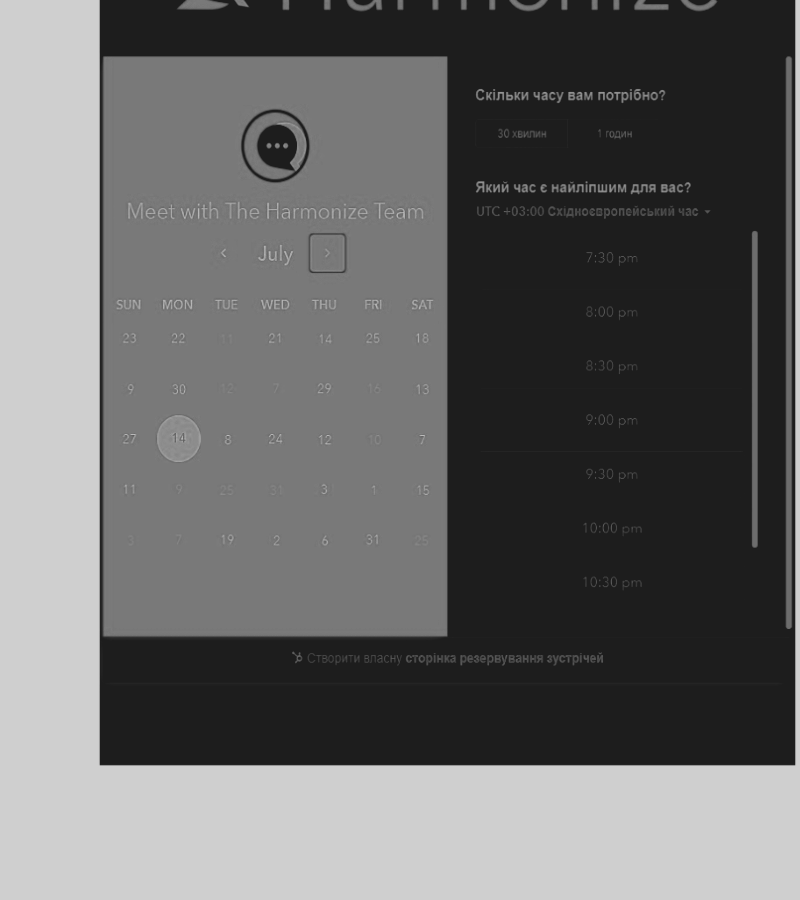 Harmonize
Meet with The Harmonize Team
July
SUN MON TUE WED THU FRI SAT
23 22 11 21 14 25 18
9 30 12 7 29 16 13
27 14 8 24 12 10 7
11 9 25 31 3 1 15
3 7 19 2 6 31 25
Скільки часу вам потрібно?
30 хвилин 1 годин
Який час є найліпшим для вас?
UTC +03:00 Східноєвропейський час
7:30 pm
8:00 pm
8:30 pm
9:00 pm
9:30 pm
10:00 pm
10:30 pm
Створити власну сторінка резервування зустрічей